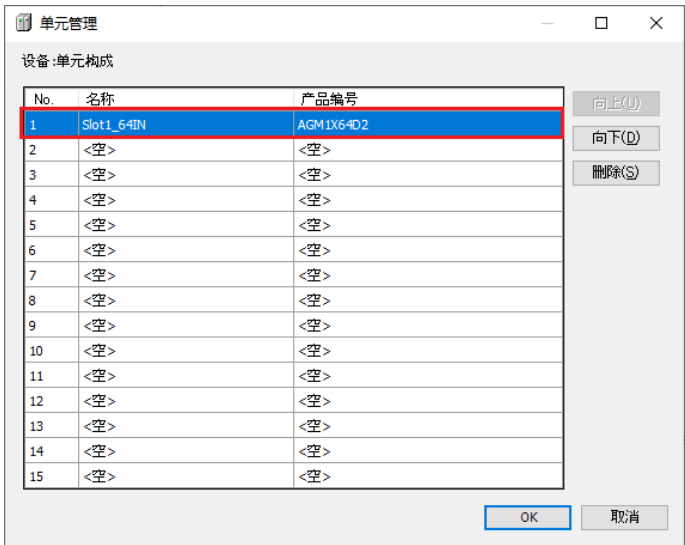 单元管理
设备:单元构成
No. 名称 产品编号
1 Slot1_64IN AGM1X64D2
2 <空> <空>
3 <空> <空>
4 <空> <空>
5 <空> <空>
6 <空> <空>
7 <空> <空>
8 <空> <空>
9 <空> <空>
10 <空> <空>
11 <空> <空>
12 <空> <空>
13 <空> <空>
14 <空> <空>
15 <空> <空>
向上(U)
向下(D)
删除(S)
OK 取消